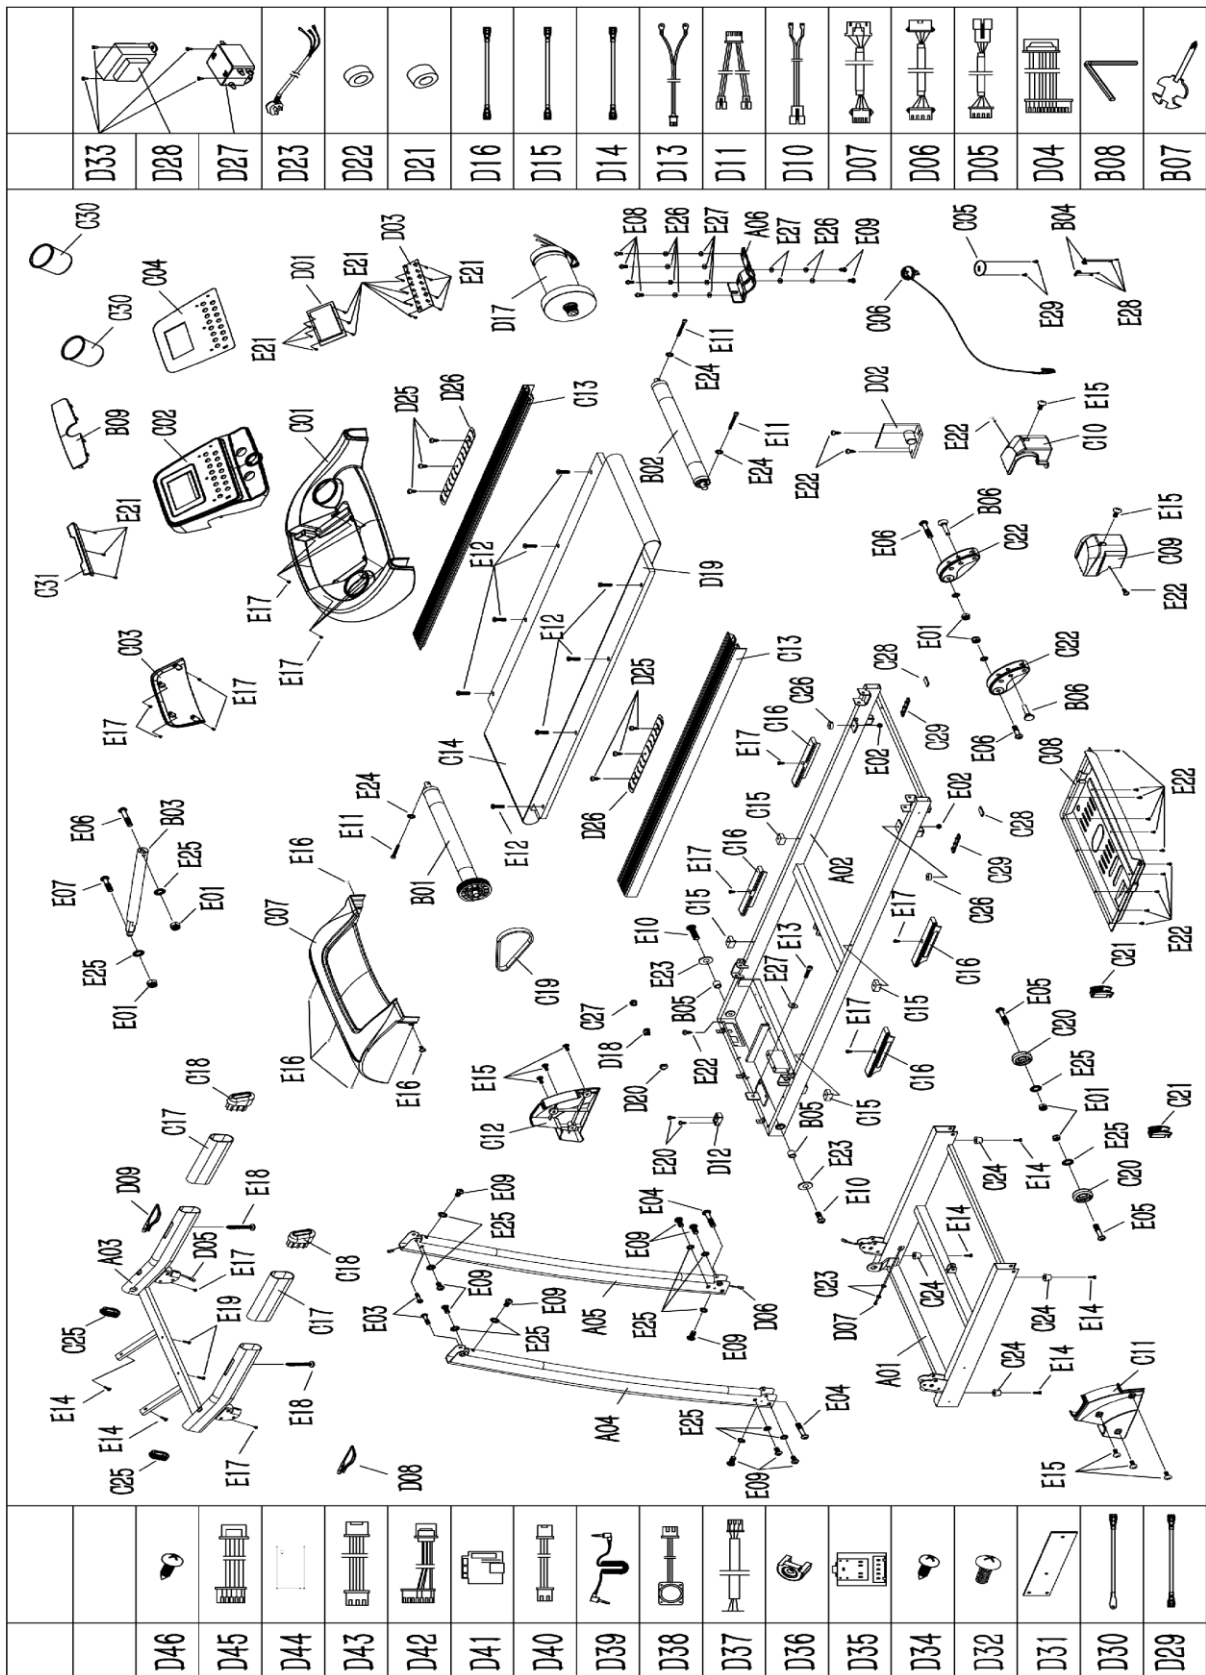 D46
D45
D44
D43
D42
D41
D40
D39
D38
D37
D36
D35
D34
D32
D31
D30
D29
C25
E14
E14
C25
E17
E18
E19
E17
D05
A03
D09
E18
C17
C17
C18
C18
D08
E06
E07
B03
E25
E25
E01
E01
C07
E16
E16
E16
C03
E17
E17
C31
E21
B09
C02
C01
E17
E17
C30
C30
C04
D01
E21
E21
D03
E21
D25
D26
C13
D17
E11
E24
B01
C19
C14
E12
E12
E12
D19
D25
D26
C13
B02
E24
E11
E24
E11
E08
E26
E27
A06
E27
E26
E09
E03
E09
E25
E09
E09
E25
A05
A04
E09
E04
E25
E09
D06
E25
E09
E04
C12
E15
C27
D18
D20
E20
D12
E22
E10
E23
B05
B05
E23
E10
E13
E27
C15
C15
C15
C15
E17
C16
E17
C16
E17
C16
E17
C16
A02
C26
C26
E02
E02
C28
C28
C29
C29
E06
B06
C22
E01
C22
B06
E06
E22
D02
C06
C05
E29
B04
E28
E22
E15
C10
E15
C09
E22
C08
E22
E22
C21
C21
E05
C20
E25
E01
E25
C20
E05
C23
D07
A01
C24
E14
C24
E14
C24
E14
C24
E14
C11
E15
D33
D28
D27
D23
D22
D21
D16
D15
D14
D13
D11
D10
D07
D06
D05
D04
B08
B07